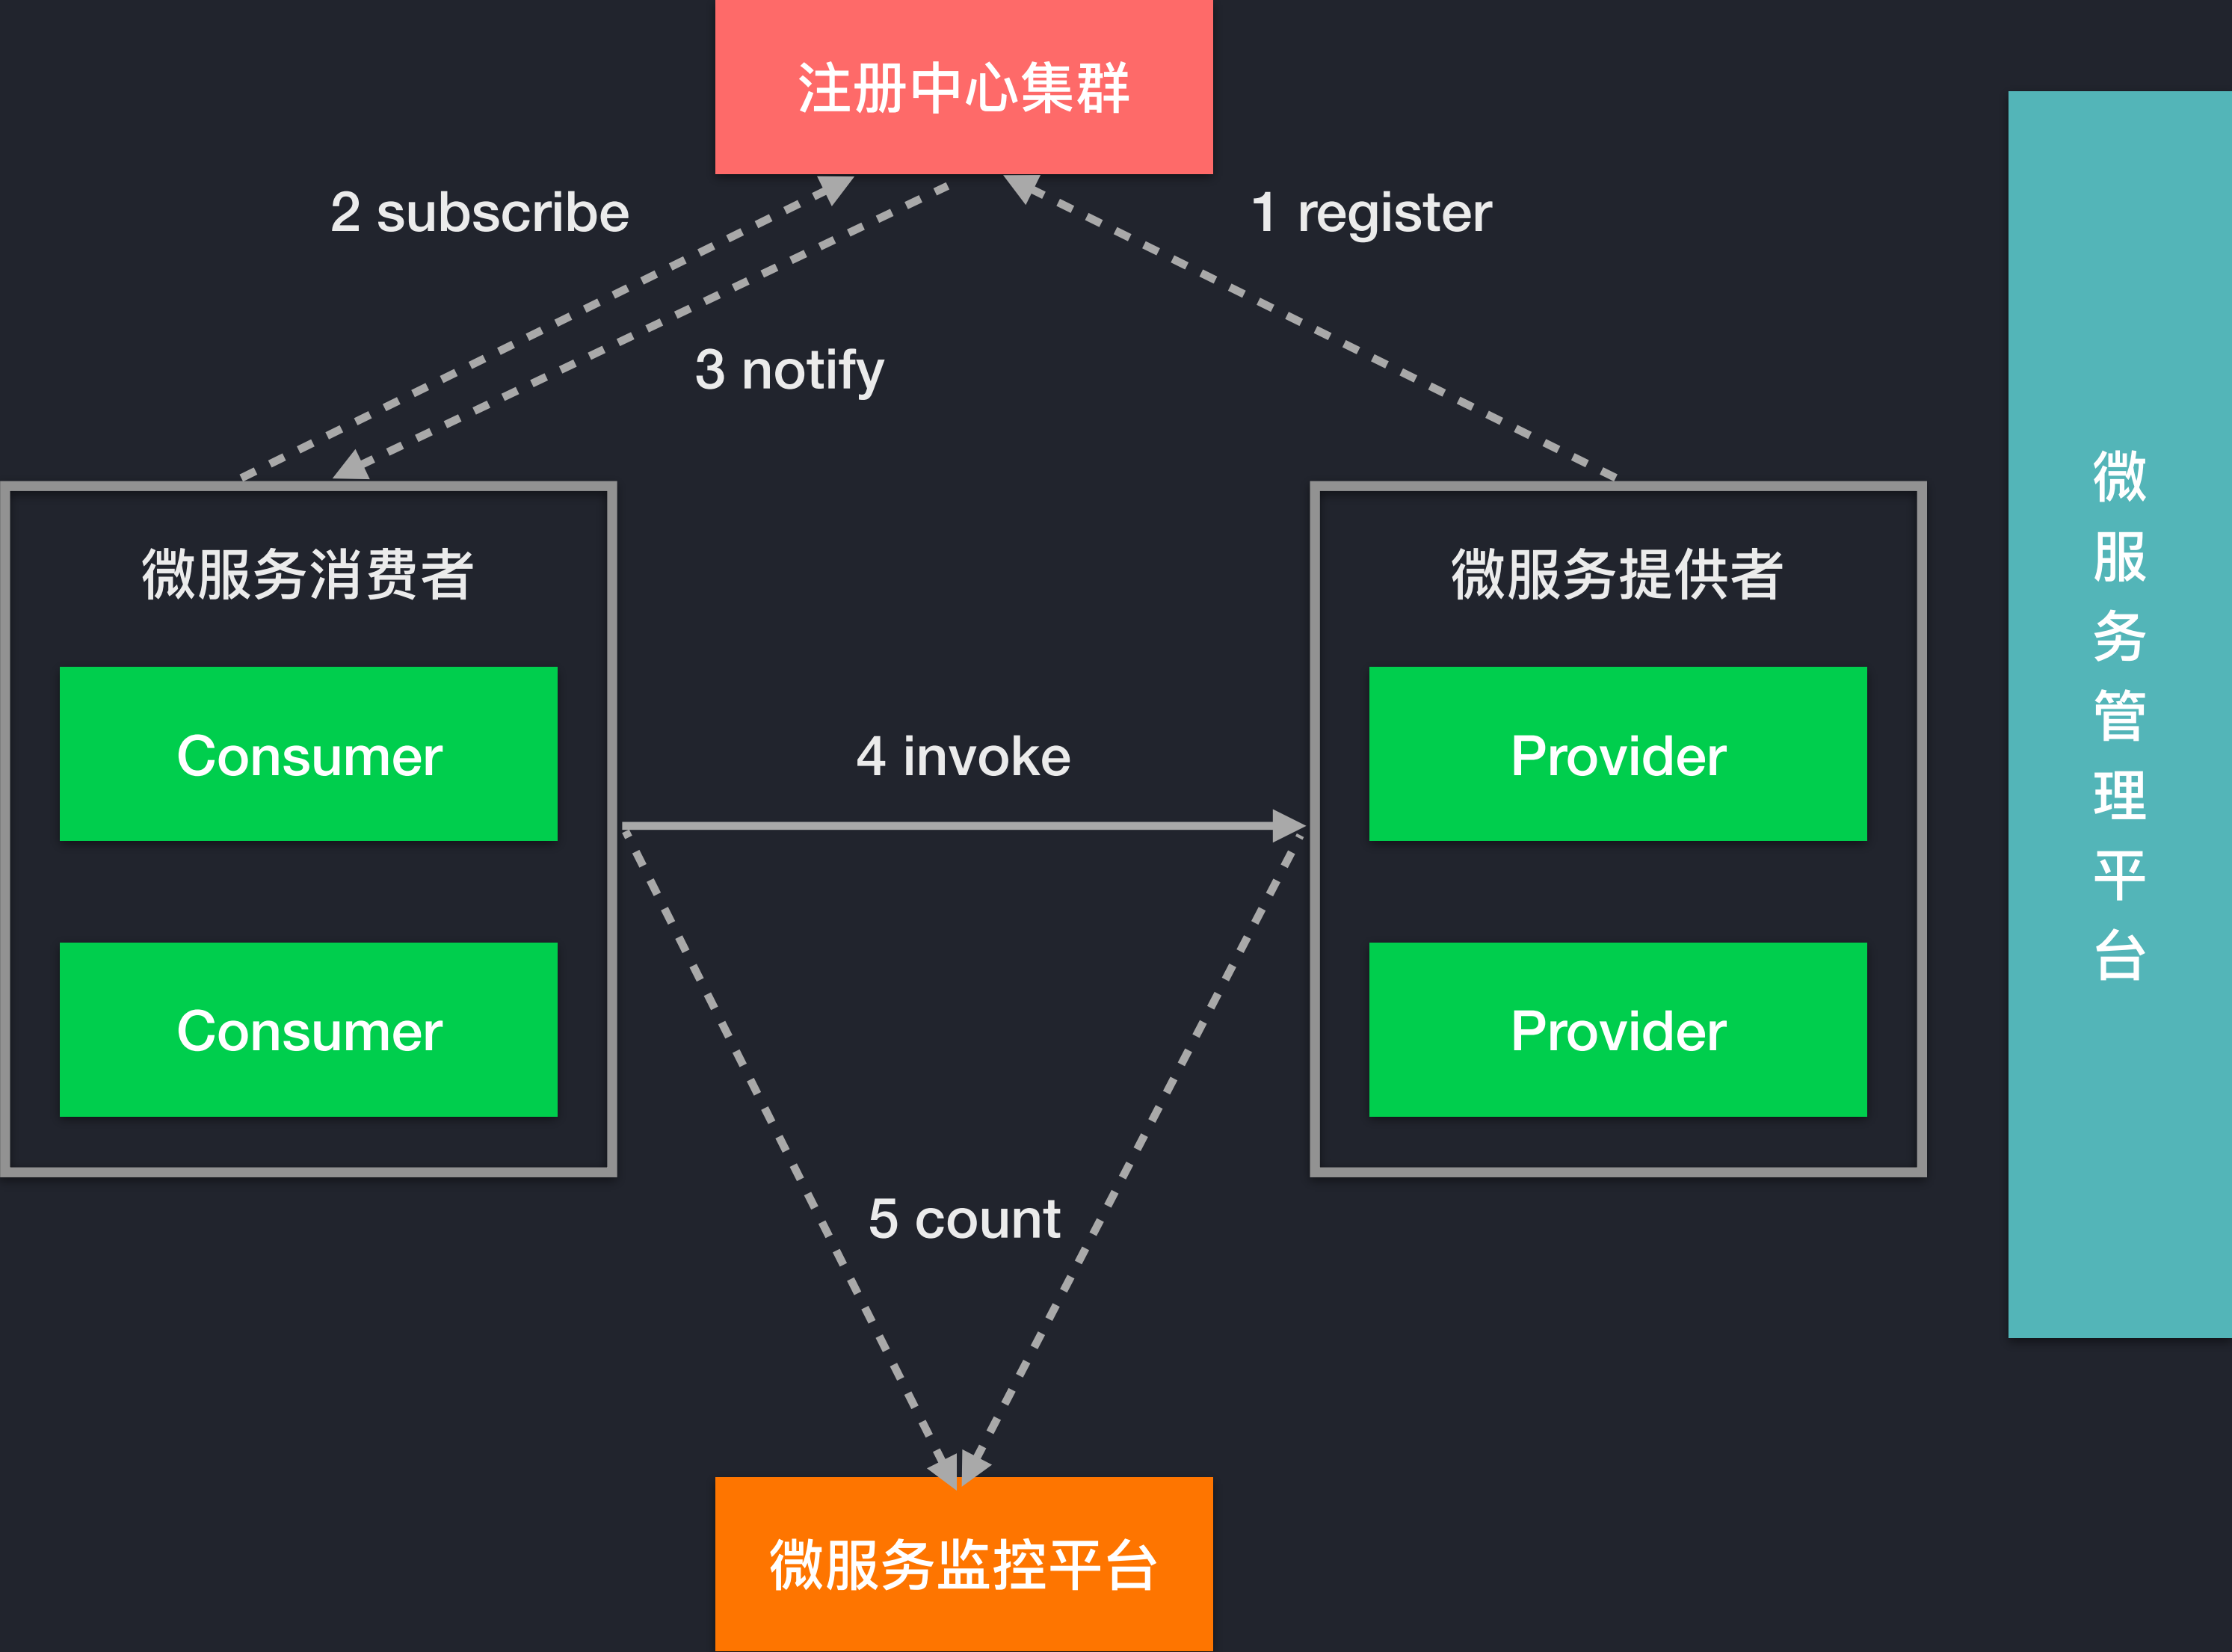 注册中心集群
2 subscribe
1 register
3 notify
微服务消费者
微服务提供者
Consumer
4 invoke
Provider
Consumer
Provider
5 count
微服务监控平台
微服务管理平台